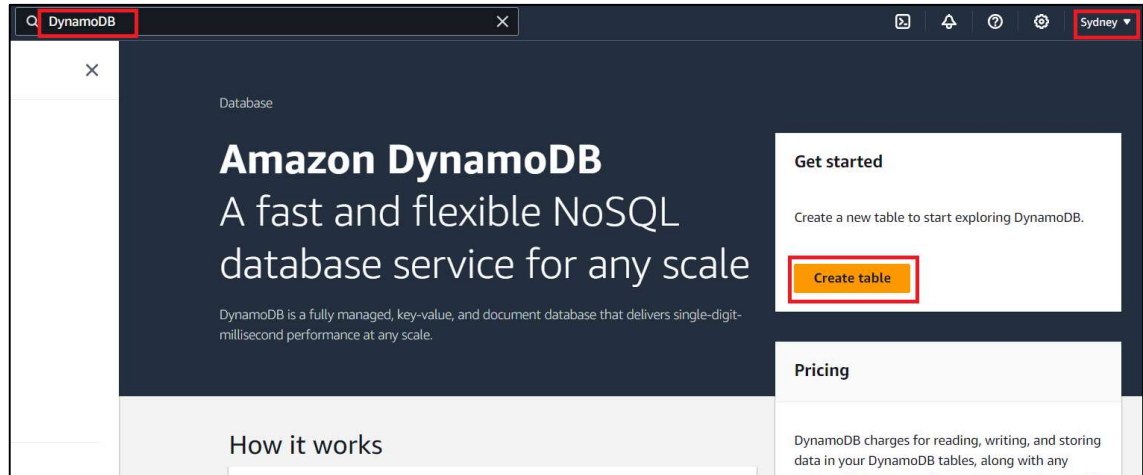 DynamoDB
Sydney
Database
Amazon DynamoDB
A fast and flexible NoSQL
database service for any scale
DynamoDB is a fully managed, key-value, and document database that delivers single-digit-
millisecond performance at any scale.
Get started
Create a new table to start exploring DynamoDB.
Create table
Pricing
DynamoDB charges for reading, writing, and storing
data in your DynamoDB tables, along with any
How it works